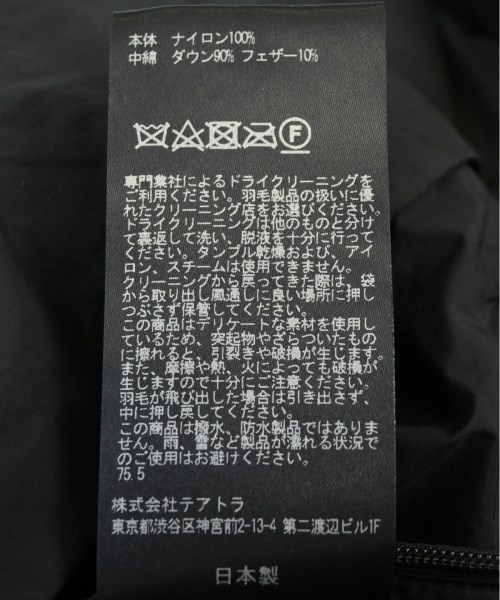 本体 ナイロン100%
中綿 ダウン90% フェザー10%
F
専門業社によるドライクリーニングを
ご利用ください。羽毛製品の扱いに優
れたクリーニング店をお選びください。
ドライクリーニングは他のものと分け
て裏返して洗い、脱液を十分に行って
ください。タンブル乾燥および、アイ
ロン、スチームは使用できません。
クリーニングから戻ってきた際は、袋
から取り出し風通しに良い場所に押し
つぶさず保管してください。
この商品はデリケートな素材を使用し
ているため、突起物やざらついたもの
に擦れると、引裂きや破損が生じます。
また、摩擦や熱、火によっても破損が
生じますので十分にご注意ください。
羽毛が飛び出した場合は引き出さず、
中に押し戻してください。
この商品は撥水、防水製品ではありま
せん。雨、雪など製品が濡れる状況で
のご使用はお避けください。
75.5
株式会社テアトラ
東京都渋谷区神宮前2-13-4 第二渡辺ビル1F
日本製